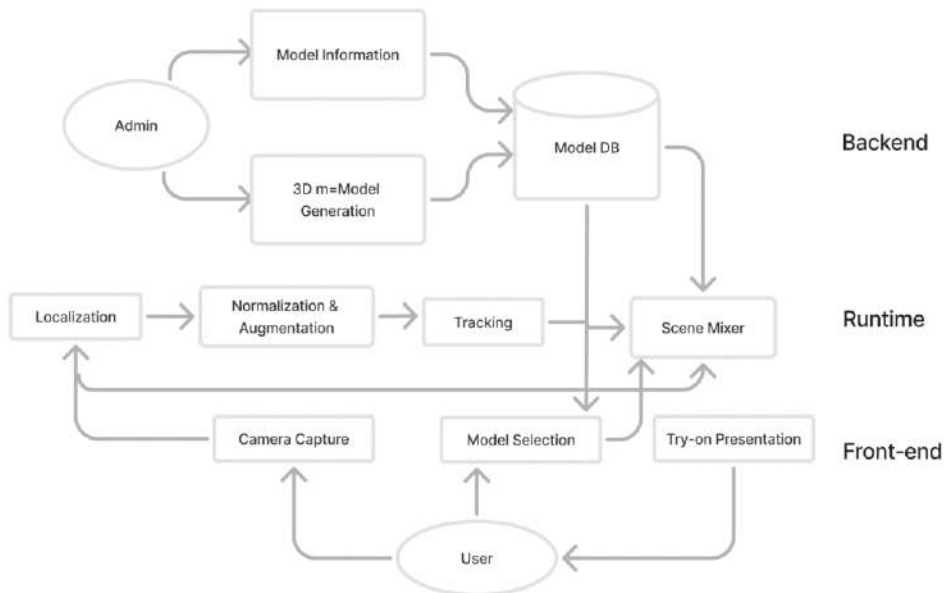 Model Information
Admin
Model DB
Backend
3D m=Model
Generation
Localization
Normalization &
Augmentation
Tracking
Scene Mixer
Runtime
Camera Capture
Model Selection
Try-on Presentation
Front-end
User